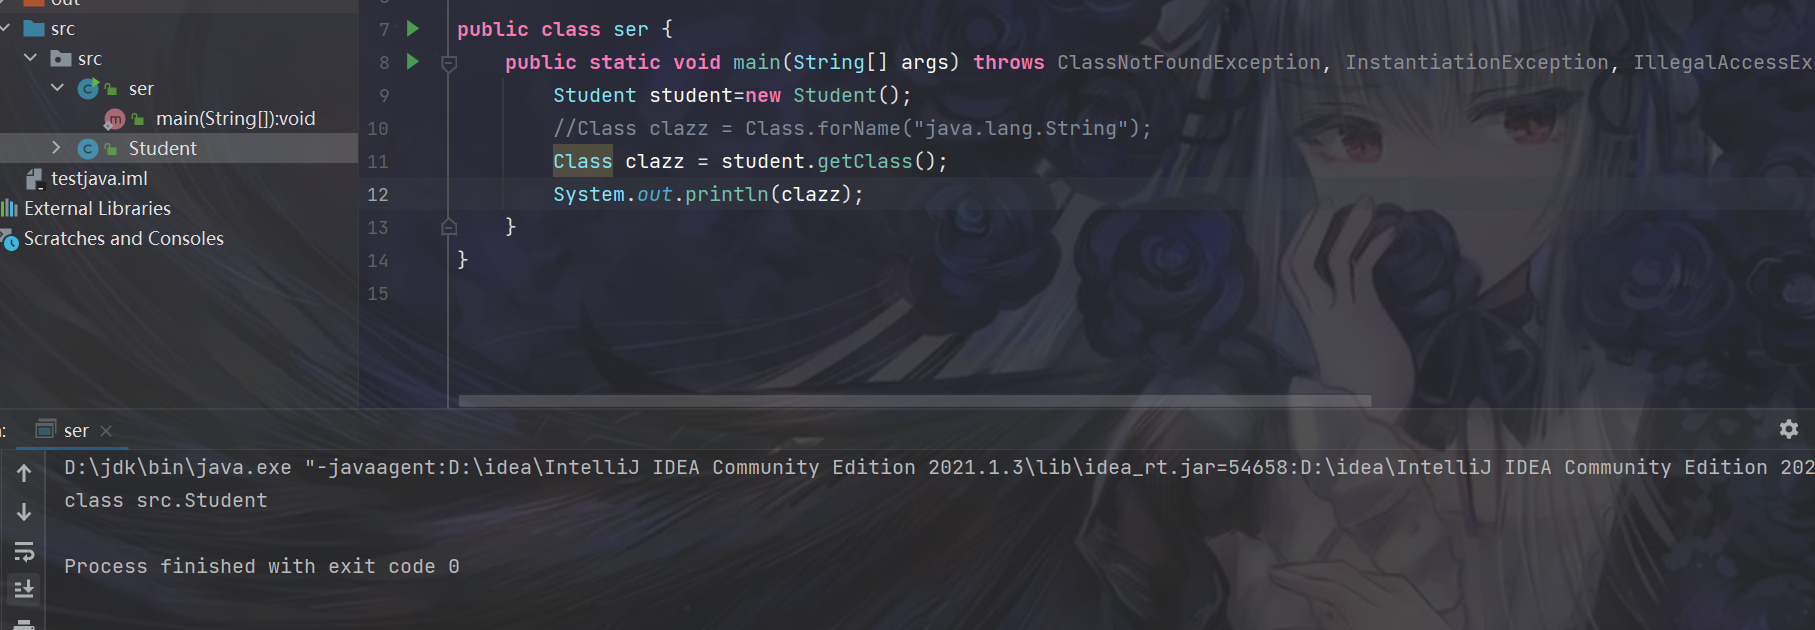 out
src
src
ser
main(String[]):void
Student
testjava.iml
External Libraries
Scratches and Consoles
7 public class ser {
8 public static void main(String[] args) throws ClassNotFoundException, InstantiationException, IllegalAccessEx
9 Student student=new Student();
10 //Class clazz = Class.forName("java.lang.String");
11 Class clazz = student.getClass();
12 System.out.println(clazz);
13 }
14 }
15
ser
D:\jdk\bin\java.exe "-javaagent:D:\idea\IntelliJ IDEA Community Edition 2021.1.3\lib\idea_rt.jar=54658:D:\idea\IntelliJ IDEA Community Edition 202
class src.Student
Process finished with exit code 0